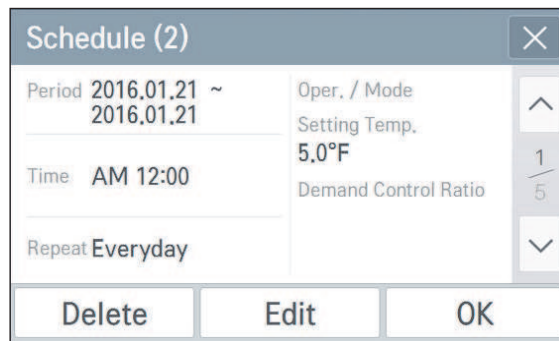 Schedule (2)
Period 2016.01.21 ~
2016.01.21
Time AM 12:00
Repeat Everyday
Oper. / Mode
Setting Temp.
5.0°F
Demand Control Ratio
1
5
Delete
Edit
OK